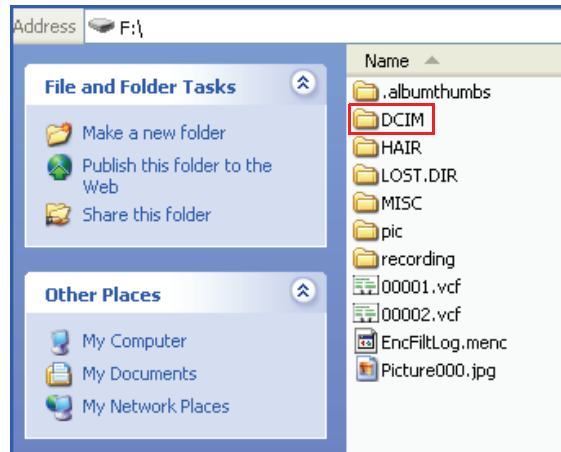 Address F:\
File and Folder Tasks
Make a new folder
Publish this folder to the
Web
Share this folder
Other Places
My Computer
My Documents
My Network Places
Name
.albumthumbs
DCIM
HAIR
LOST.DIR
MISC
pic
recording
00001.vcf
00002.vcf
EncFiltLog.menc
Picture000.jpg